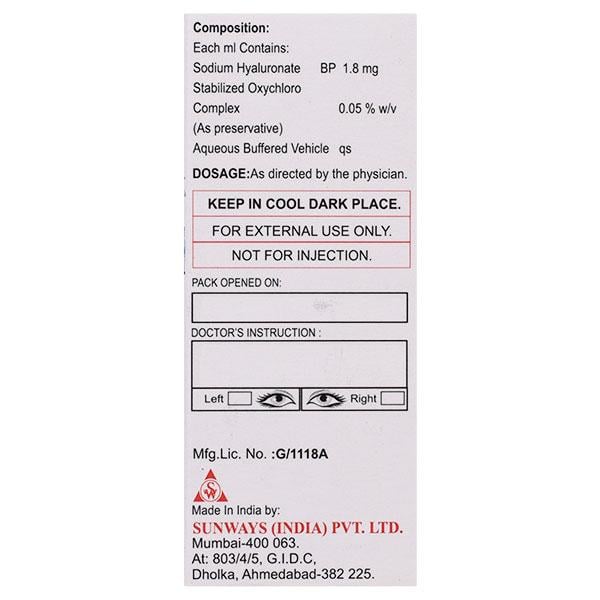 Composition:
Each ml Contains:
Sodium Hyaluronate BP 1.8 mg
Stabilized Oxychloro
Complex 0.05 % w/v
(As preservative)
Aqueous Buffered Vehicle qs
DOSAGE:As directed by the physician.
KEEP IN COOL DARK PLACE.
FOR EXTERNAL USE ONLY.
NOT FOR INJECTION.
PACK OPENED ON:
DOCTOR'S INSTRUCTION :
Left Right
Mfg.Lic. No. :G/1118A
SW
Made In India by:
SUNWAYS (INDIA) PVT. LTD.
Mumbai-400 063.
At: 803/4/5, G.I.D.C,
Dholka, Ahmedabad-382 225.